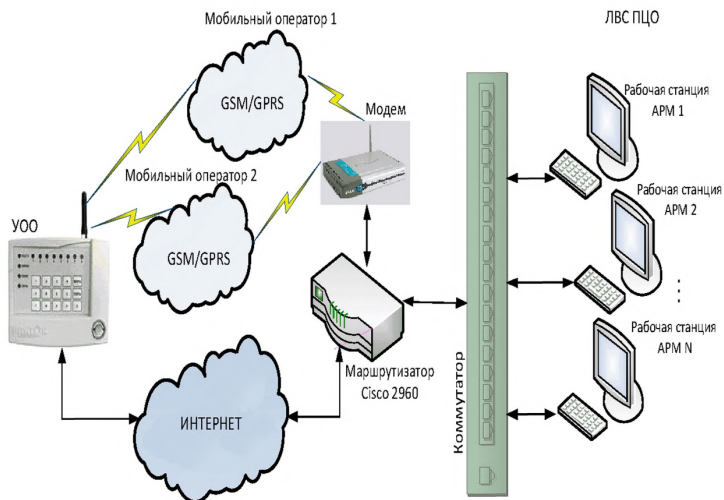 Мобильный оператор 1
ЛВС ПЦО
GSM/GPRS
Модем
Рабочая станция
АРМ 1
Мобильный оператор 2
УОО
GSM/GPRS
Рабочая станция
АРМ 2
...
Рабочая станция
АРМ N
Маршрутизатор
Cisco 2960
ИНТЕРНЕТ
Коммутатор